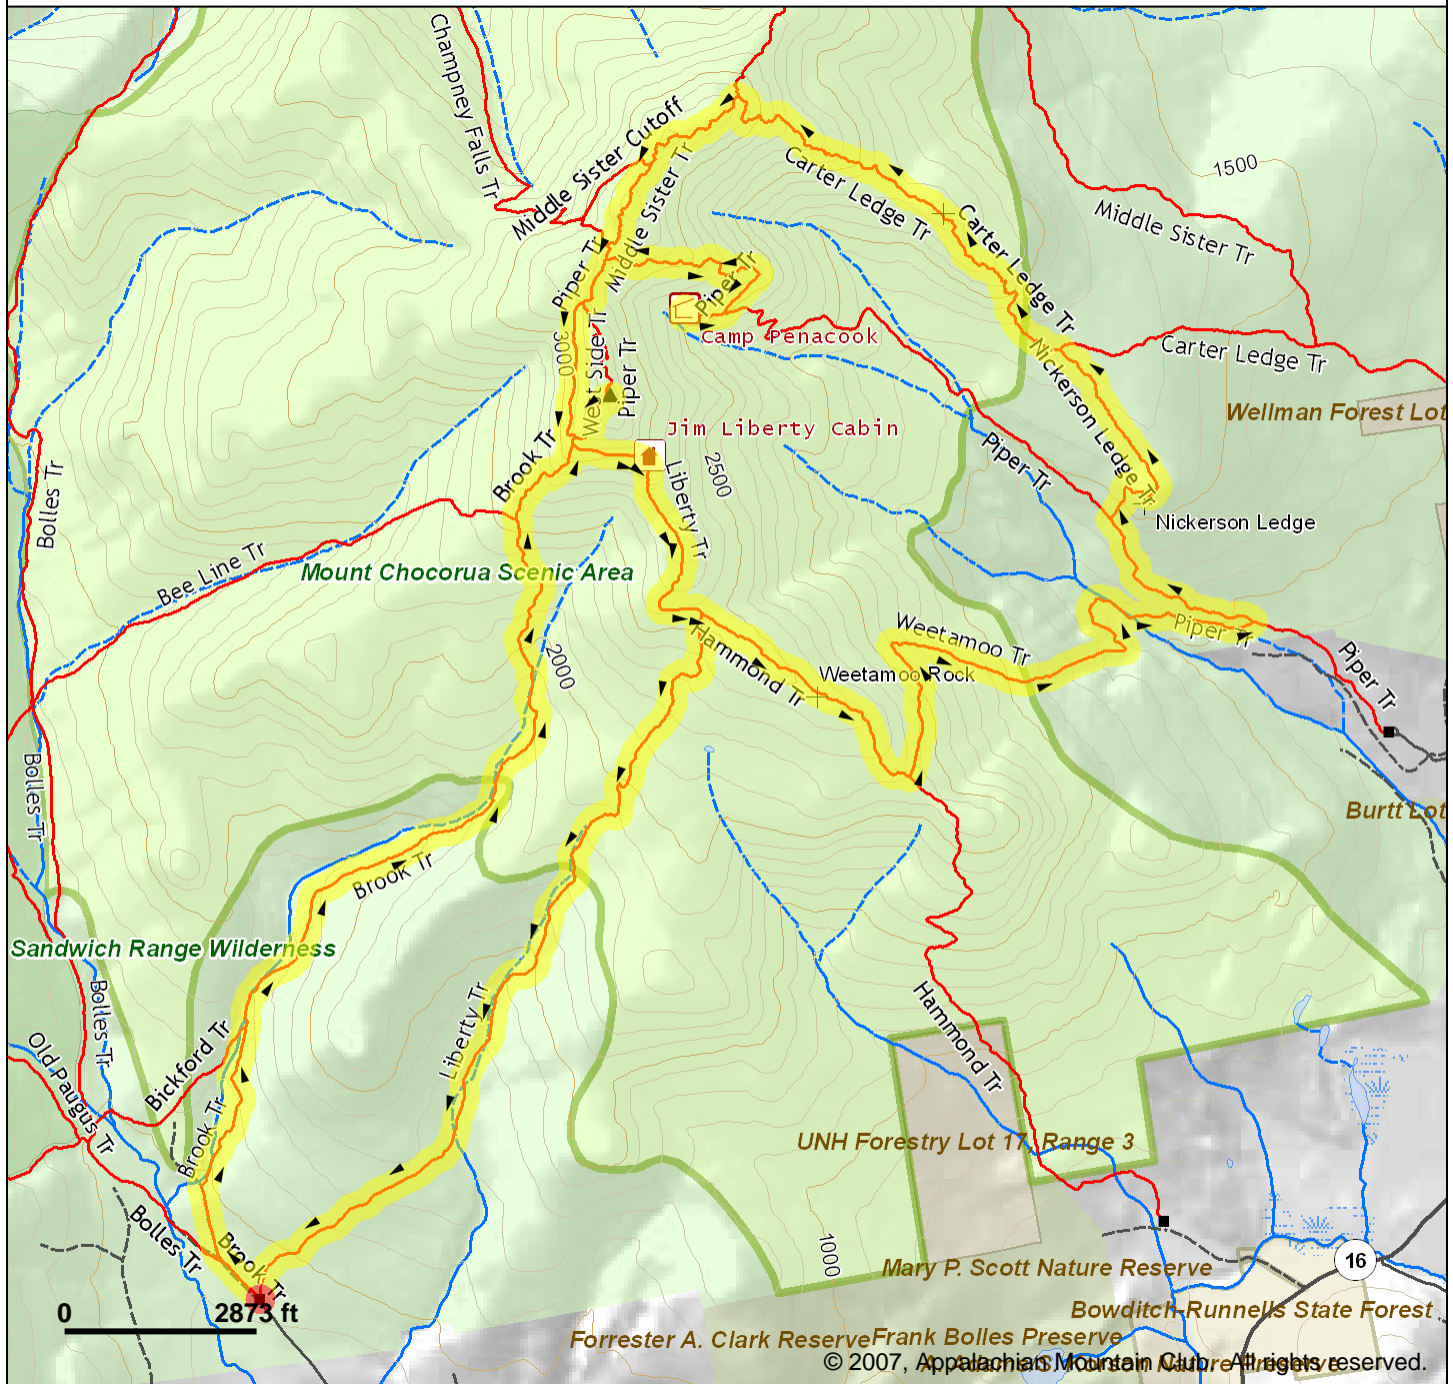 Champney Falls Tr
Middle Sister Cutoff
Middle Sister Tr
Carter Ledge Tr
Carter Ledge Tr
1500
Middle Sister Tr
Piper Tr
Middle Sister Tr
Piper Tr
Camp Penacook
Carter Ledge Tr
3000
West Side Tr
Piper Tr
Nickerson Ledge Tr
Wellman Forest Lot
Jim Liberty Cabin
Brook Tr
Liberty Tr
2500
Piper Tr
Bolles Tr
Nickerson Ledge
Bee Line Tr
Mount Chocorua Scenic Area
Hammond Tr
Weetamoo Tr
Piper Tr
2000
Weetamoo Rock
Piper Tr
Bolles Tr
Burtt Lot
Brook Tr
Sandwich Range Wilderness
Bolles Tr
Liberty Tr
Hammond Tr
Old Paugus Tr
Bickford Tr
Brook Tr
UNH Forestry Lot 17, Range 3
Bolles Tr
Brook Tr
1000
16
Mary P. Scott Nature Reserve
0 2873 ft
Bowditch-Runnells State Forest
Forrester A. Clark Reserve
Frank Bolles Preserve
© 2007, Appalachian Mountain Club. All rights reserved.